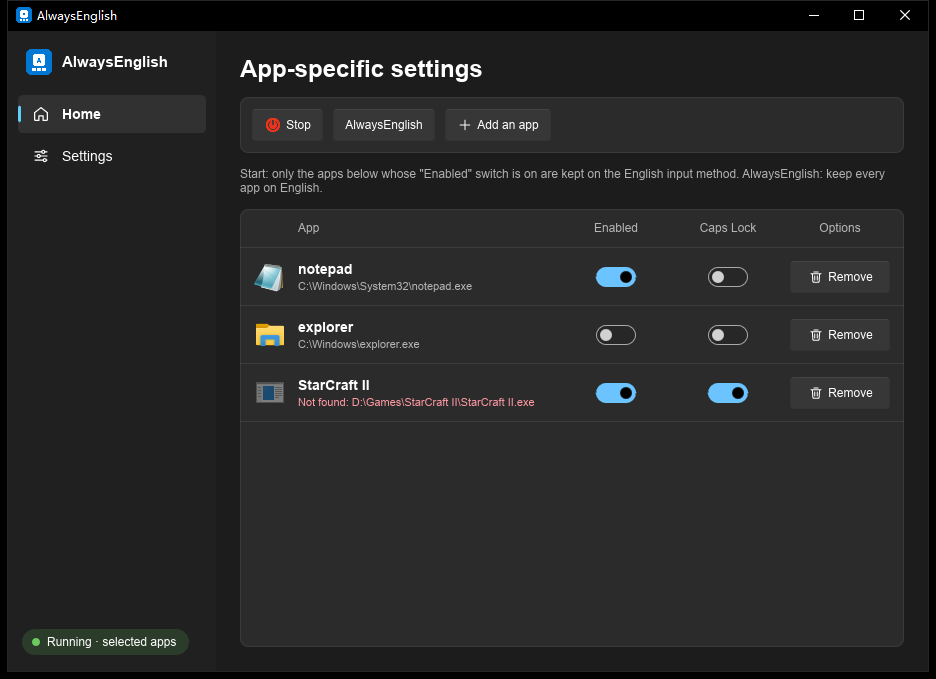 AlwaysEnglish
AlwaysEnglish
Home
Settings
App-specific settings
Stop
AlwaysEnglish
Add an app
Start: only the apps below whose "Enabled" switch is on are kept on the English input method. AlwaysEnglish: keep every
app on English.
App Enabled Caps Lock Options
notepad
C:\Windows\System32\notepad.exe
Remove
explorer
C:\Windows\explorer.exe
Remove
StarCraft II
Not found: D:\Games\StarCraft II\StarCraft II.exe
Remove
Running · selected apps